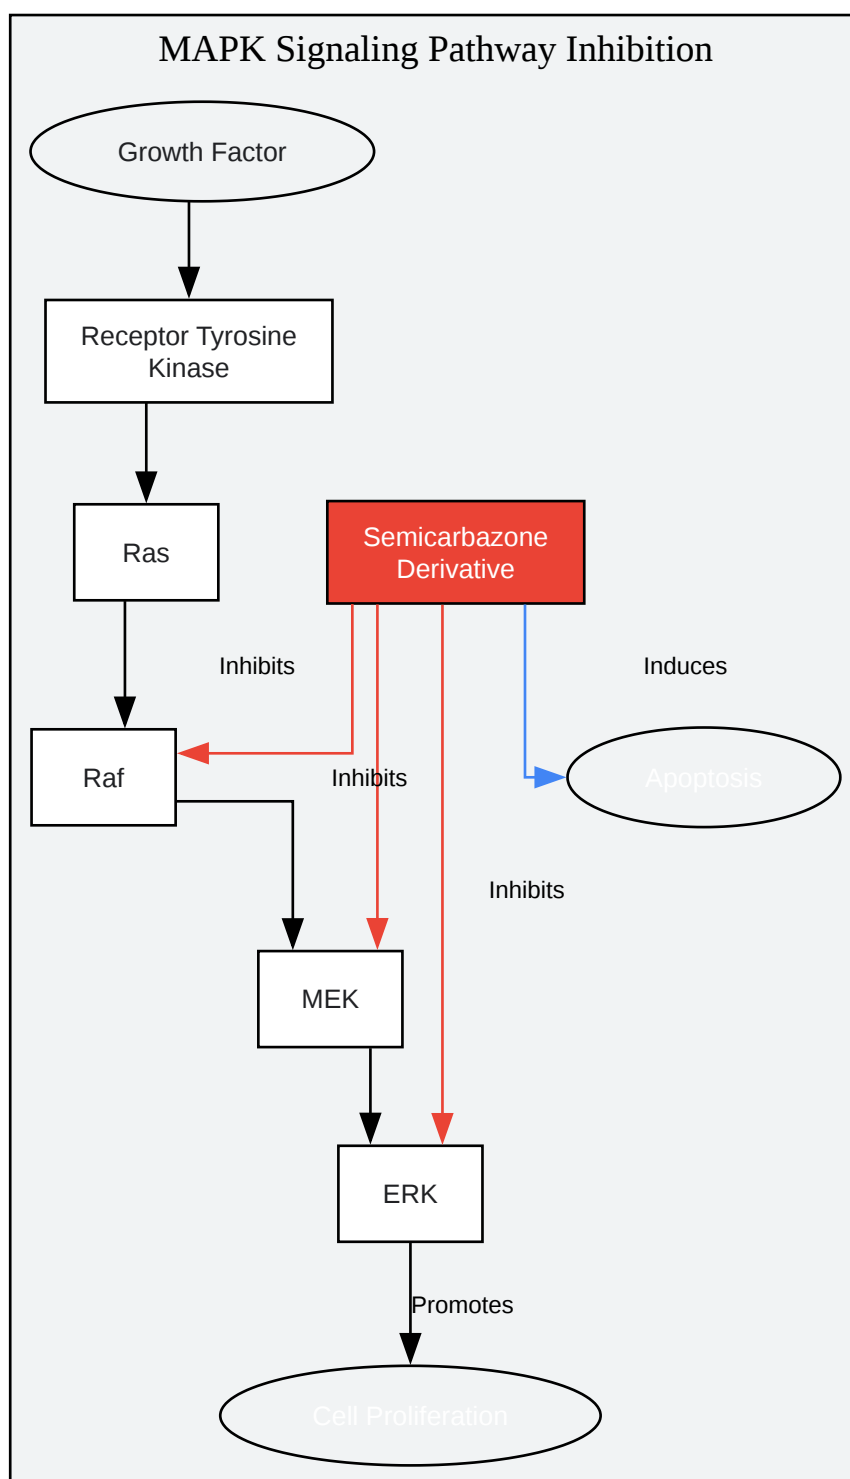 MAPK Signaling Pathway Inhibition
Growth Factor
Receptor Tyrosine
Kinase
Ras
Semicarbazone
Derivative
Inhibits
Induces
Raf
Inhibits
Apoptosis
Inhibits
MEK
ERK
Promotes
Cell Proliferation